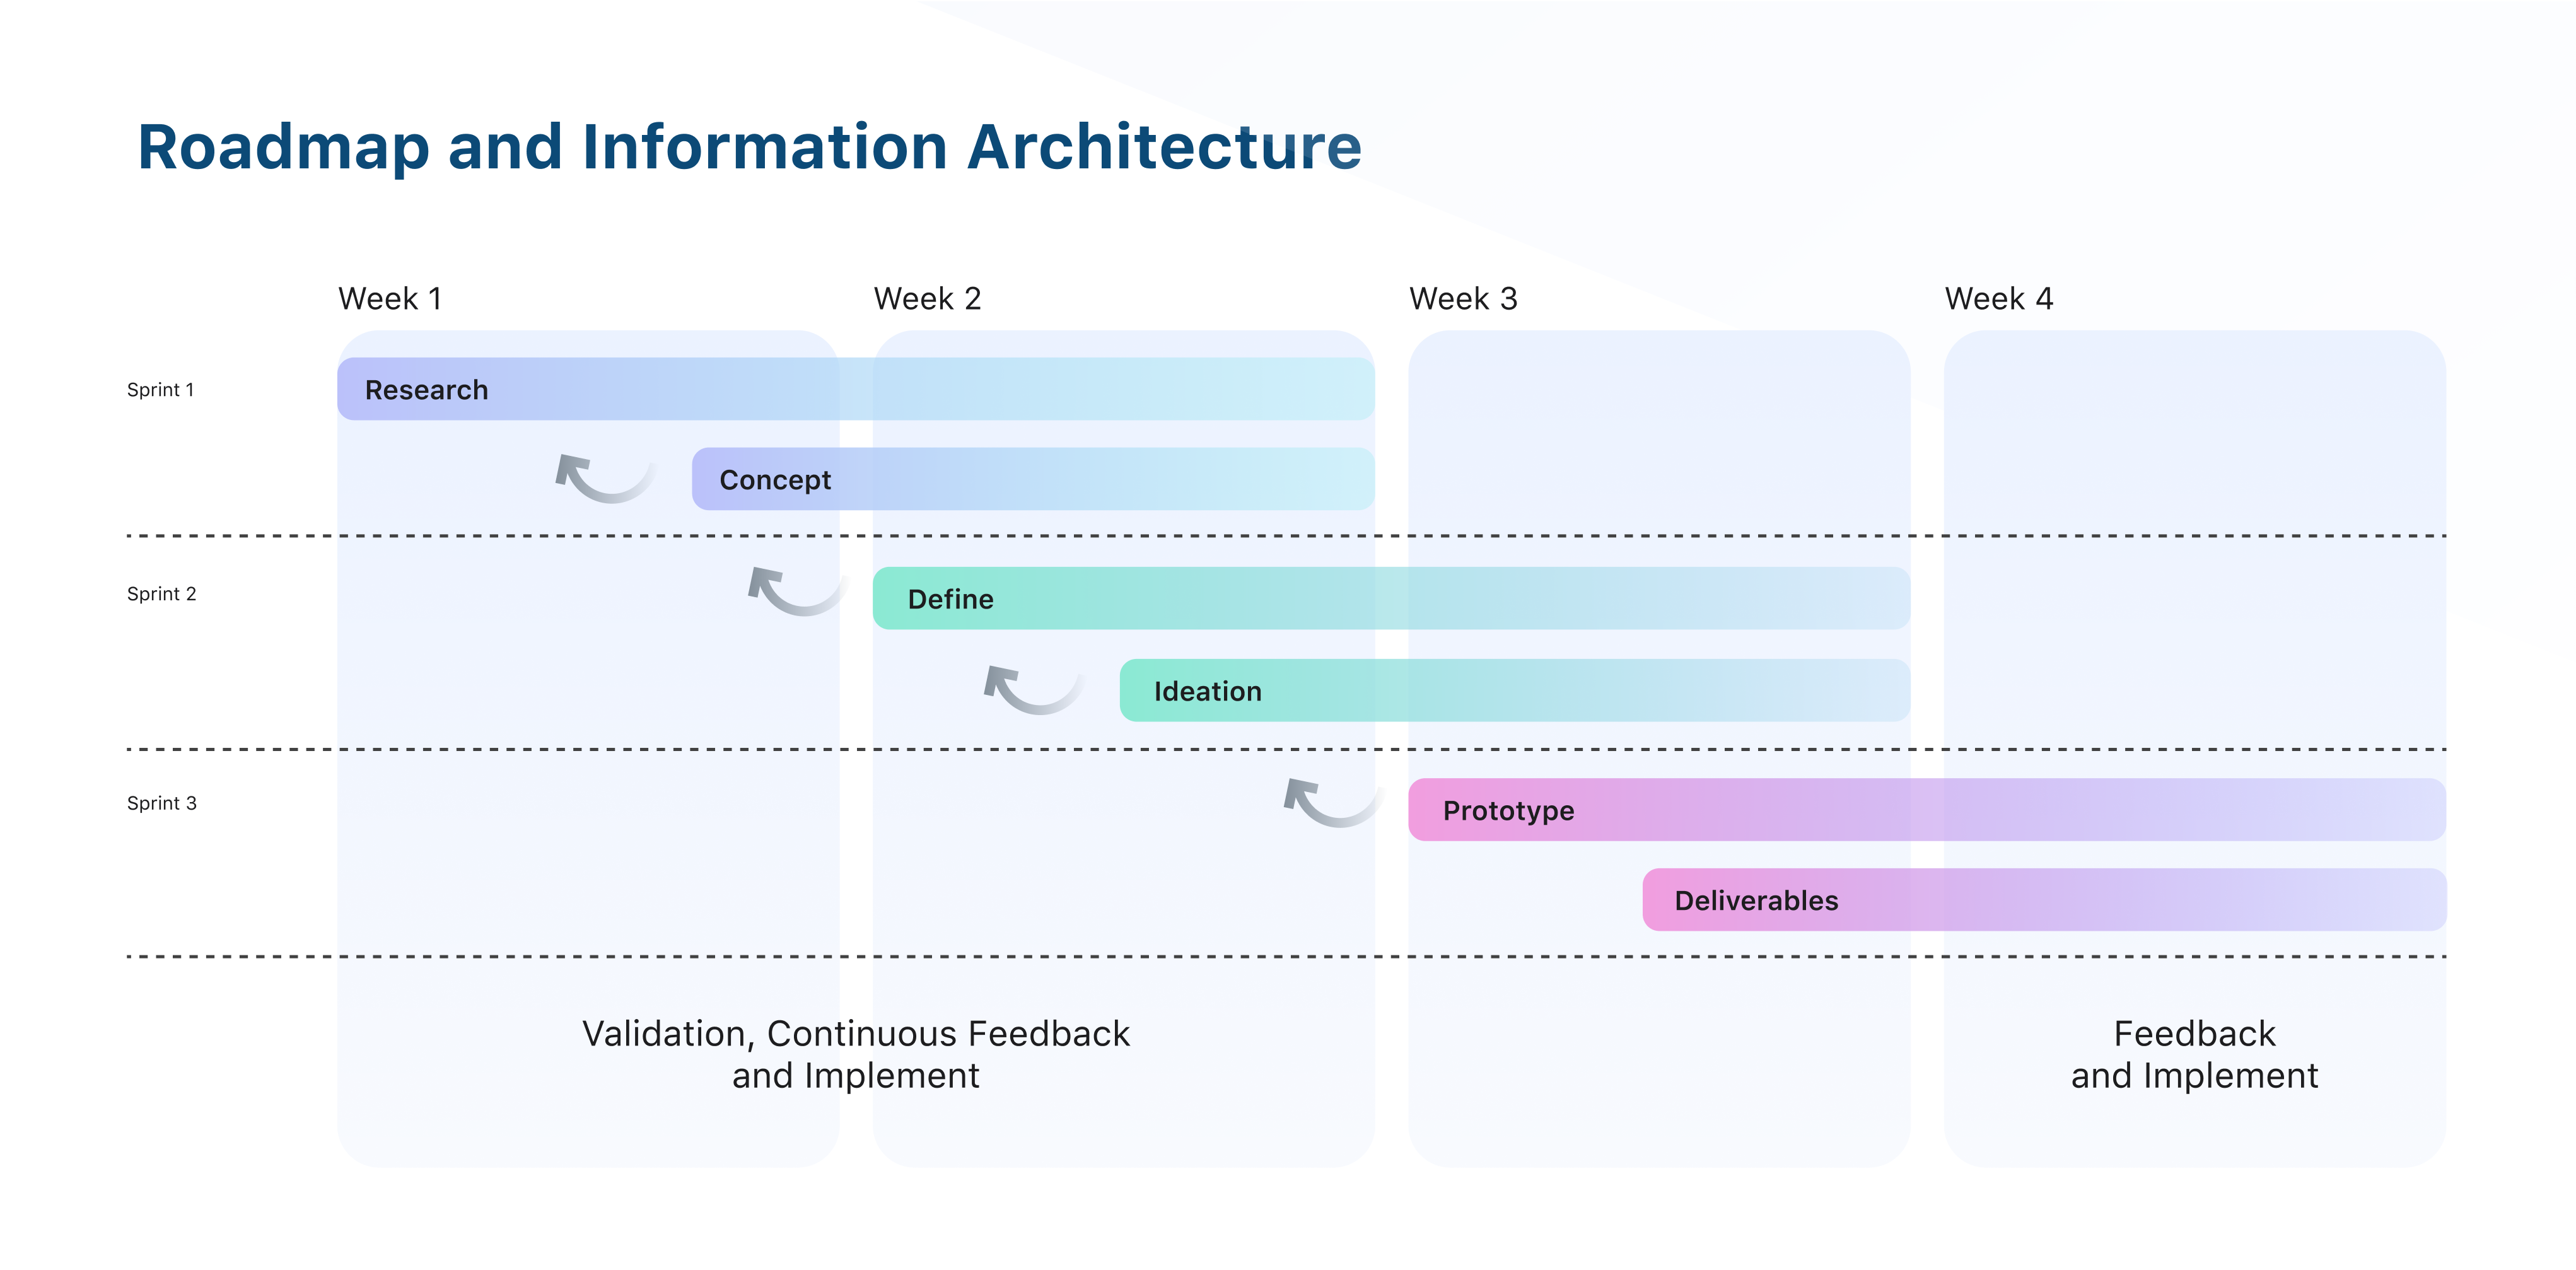 Roadmap and Information Architecture
Week 1
Week 2
Week 3
Week 4
Sprint 1
Research
Concept
Sprint 2
Define
Ideation
Sprint 3
Prototype
Deliverables
Validation, Continuous Feedback
and Implement
Feedback
and Implement